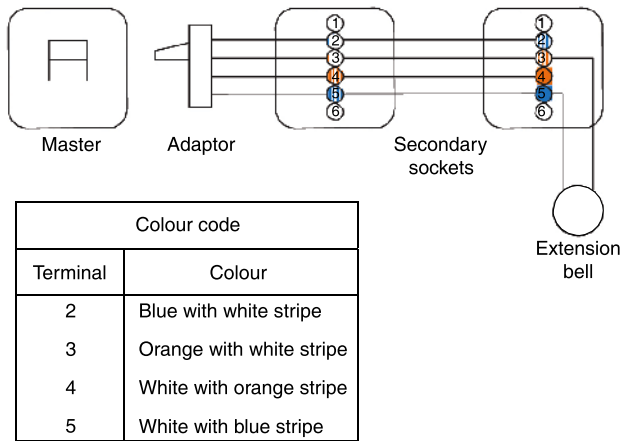 1 1
2 2
3 3
4 4
5 5
6 6
Master Adaptor Secondary sockets
Extension bell
Colour code
Terminal Colour
2 Blue with white stripe
3 Orange with white stripe
4 White with orange stripe
5 White with blue stripe